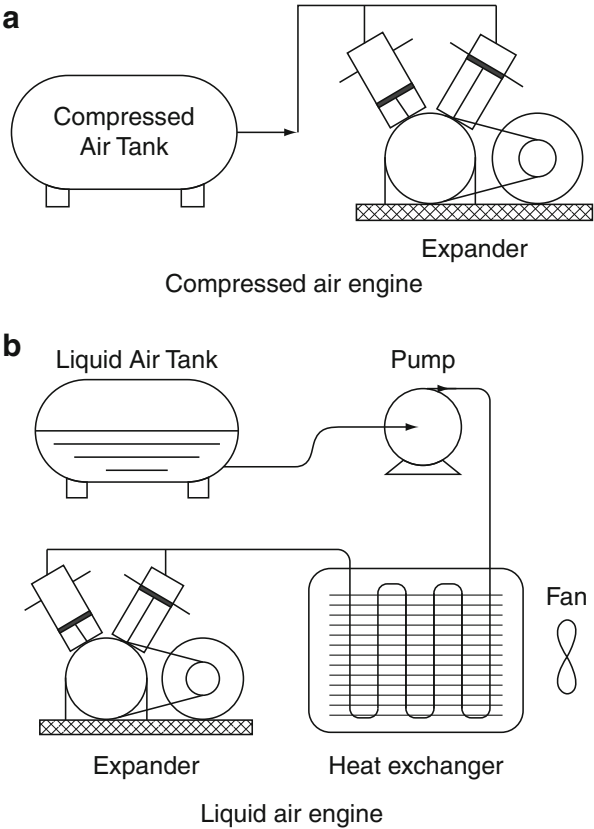 a
Compressed
Air Tank
Expander
Compressed air engine
b
Liquid Air Tank
Pump
Fan
Expander
Heat exchanger
Liquid air engine